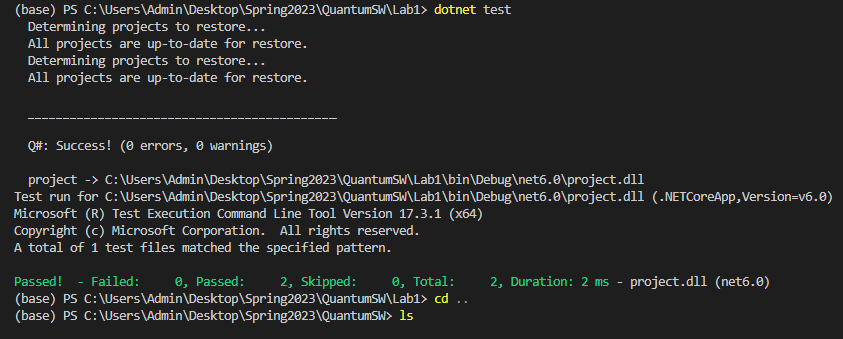 (base) PS C:\Users\Admin\Desktop\Spring2023\QuantumSW\Lab1> dotnet test
Determining projects to restore...
All projects are up-to-date for restore.
Determining projects to restore...
All projects are up-to-date for restore.
____________________________________________
Q#: Success! (0 errors, 0 warnings)
project -> C:\Users\Admin\Desktop\Spring2023\QuantumSW\Lab1\bin\Debug\net6.0\project.dll
Test run for C:\Users\Admin\Desktop\Spring2023\QuantumSW\Lab1\bin\Debug\net6.0\project.dll (.NETCoreApp,Version=v6.0)
Microsoft (R) Test Execution Command Line Tool Version 17.3.1 (x64)
Copyright (c) Microsoft Corporation.  All rights reserved.
A total of 1 test files matched the specified pattern.
Passed!  - Failed:     0, Passed:     2, Skipped:     0, Total:     2, Duration: 2 ms - project.dll (net6.0)
(base) PS C:\Users\Admin\Desktop\Spring2023\QuantumSW\Lab1> cd ..
(base) PS C:\Users\Admin\Desktop\Spring2023\QuantumSW> ls